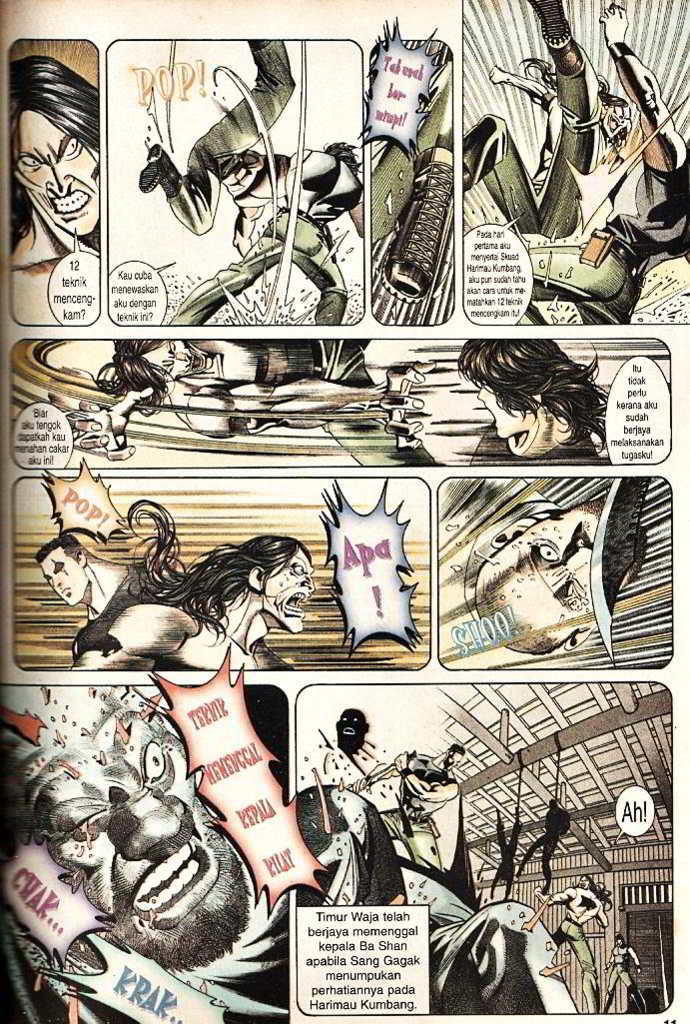 12
teknik
menceng-
kam?
POP!
Kau cuba
menewaskan
aku dengan
teknik ini?
Tak usah
ber-
mimpi!
Pada hari
pertama aku
menyertai Skuad
Harimau Kumbang,
aku pun sudah tahu
akan cara untuk me-
matahkan 12 teknik
mencengkam itu!
Biar
aku tengok
dapatkah kau
menahan cakar
aku ini!
Itu
tidak
perlu
kerana aku
sudah
berjaya
melaksanakan
tugasku!
POP!
Apa
!
TEKNIK
MEMENGGAL
KEPALA
KILAT
CHAK...
KRAK...
Ah!
Timur Waja telah
berjaya memenggal
kepala Ba Shan
apabila Sang Gagak
menumpukan
perhatiannya pada
Harimau Kumbang.
11